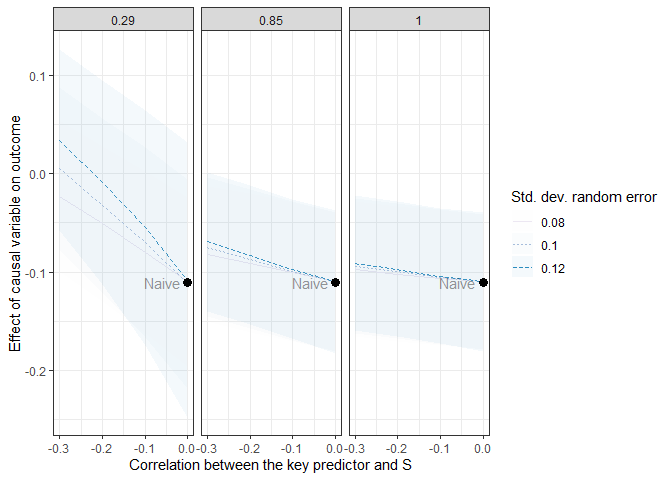 0.29 0.85 1
Effect of causal variable on outcome
0.1
0.0
-0.1
-0.2
Naive Naive Naive
-0.3 -0.2 -0.1 0.0 -0.3 -0.2 -0.1 0.0 -0.3 -0.2 -0.1 0.0
Correlation between the key predictor and S
Std. dev. random error
0.08
0.1
0.12